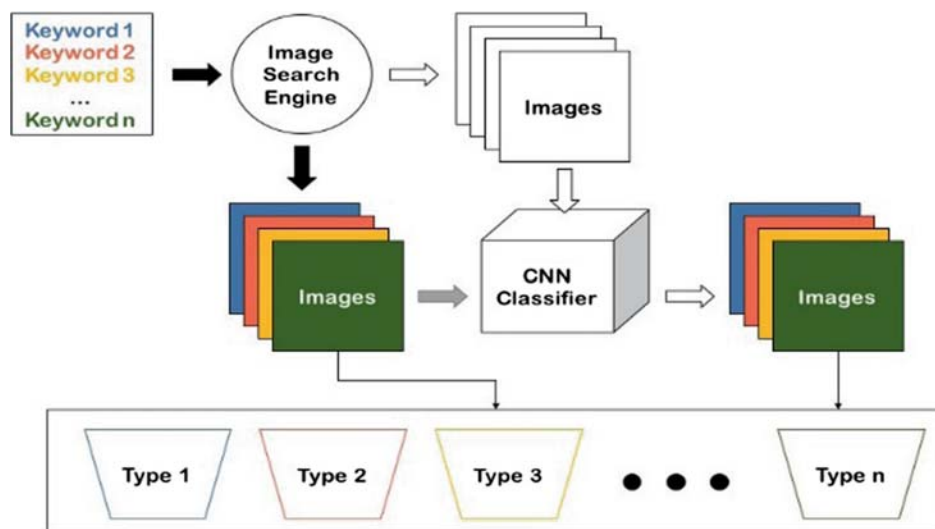 Keyword 1
Keyword 2
Keyword 3
...
Keyword n
Image
Search
Engine
Images
Images
CNN
Classifier
Images
Type 1
Type 2
Type 3
Type n